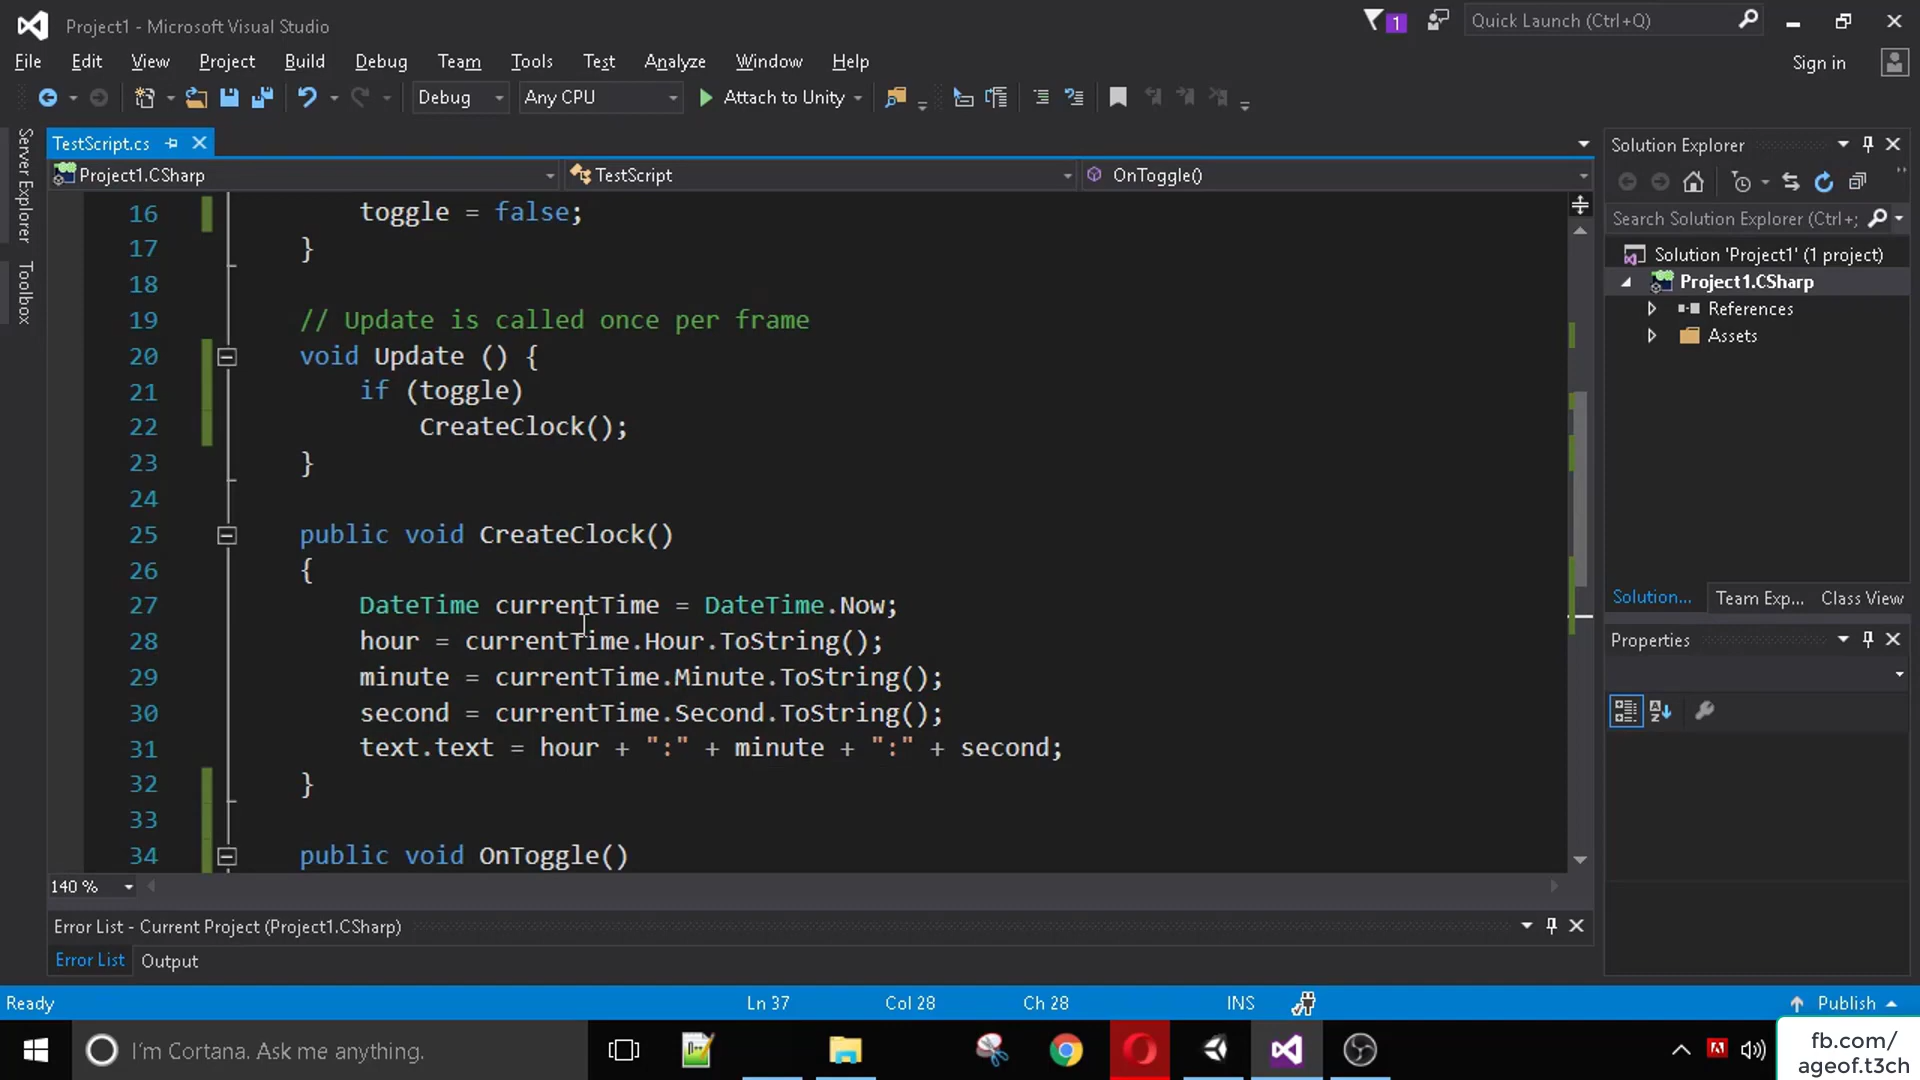 Project1 - Microsoft Visual Studio
1
Quick Launch (Ctrl+Q)
File Edit View Project Build Debug Team Tools Test Analyze Window Help
Sign in
Debug
Any CPU
Attach to Unity
Server Explorer
Toolbox
TestScript.cs
Project1.CSharp
TestScript
OnToggle()
16 toggle = false;
17 }
18
19 // Update is called once per frame
20 void Update () {
21 if (toggle)
22 CreateClock();
23 }
24
25 public void CreateClock()
26 {
27 DateTime currentTime = DateTime.Now;
28 hour = currentTime.Hour.ToString();
29 minute = currentTime.Minute.ToString();
30 second = currentTime.Second.ToString();
31 text.text = hour + ":" + minute + ":" + second;
32 }
33
34 public void OnToggle()
140 %
Solution Explorer
Search Solution Explorer (Ctrl+;
Solution 'Project1' (1 project)
Project1.CSharp
References
Assets
Solution... Team Exp... Class View
Properties
Error List - Current Project (Project1.CSharp)
Error List Output
Ready
Ln 37
Col 28
Ch 28
INS
Publish
I'm Cortana. Ask me anything.
fb.com/
ageof.t3ch